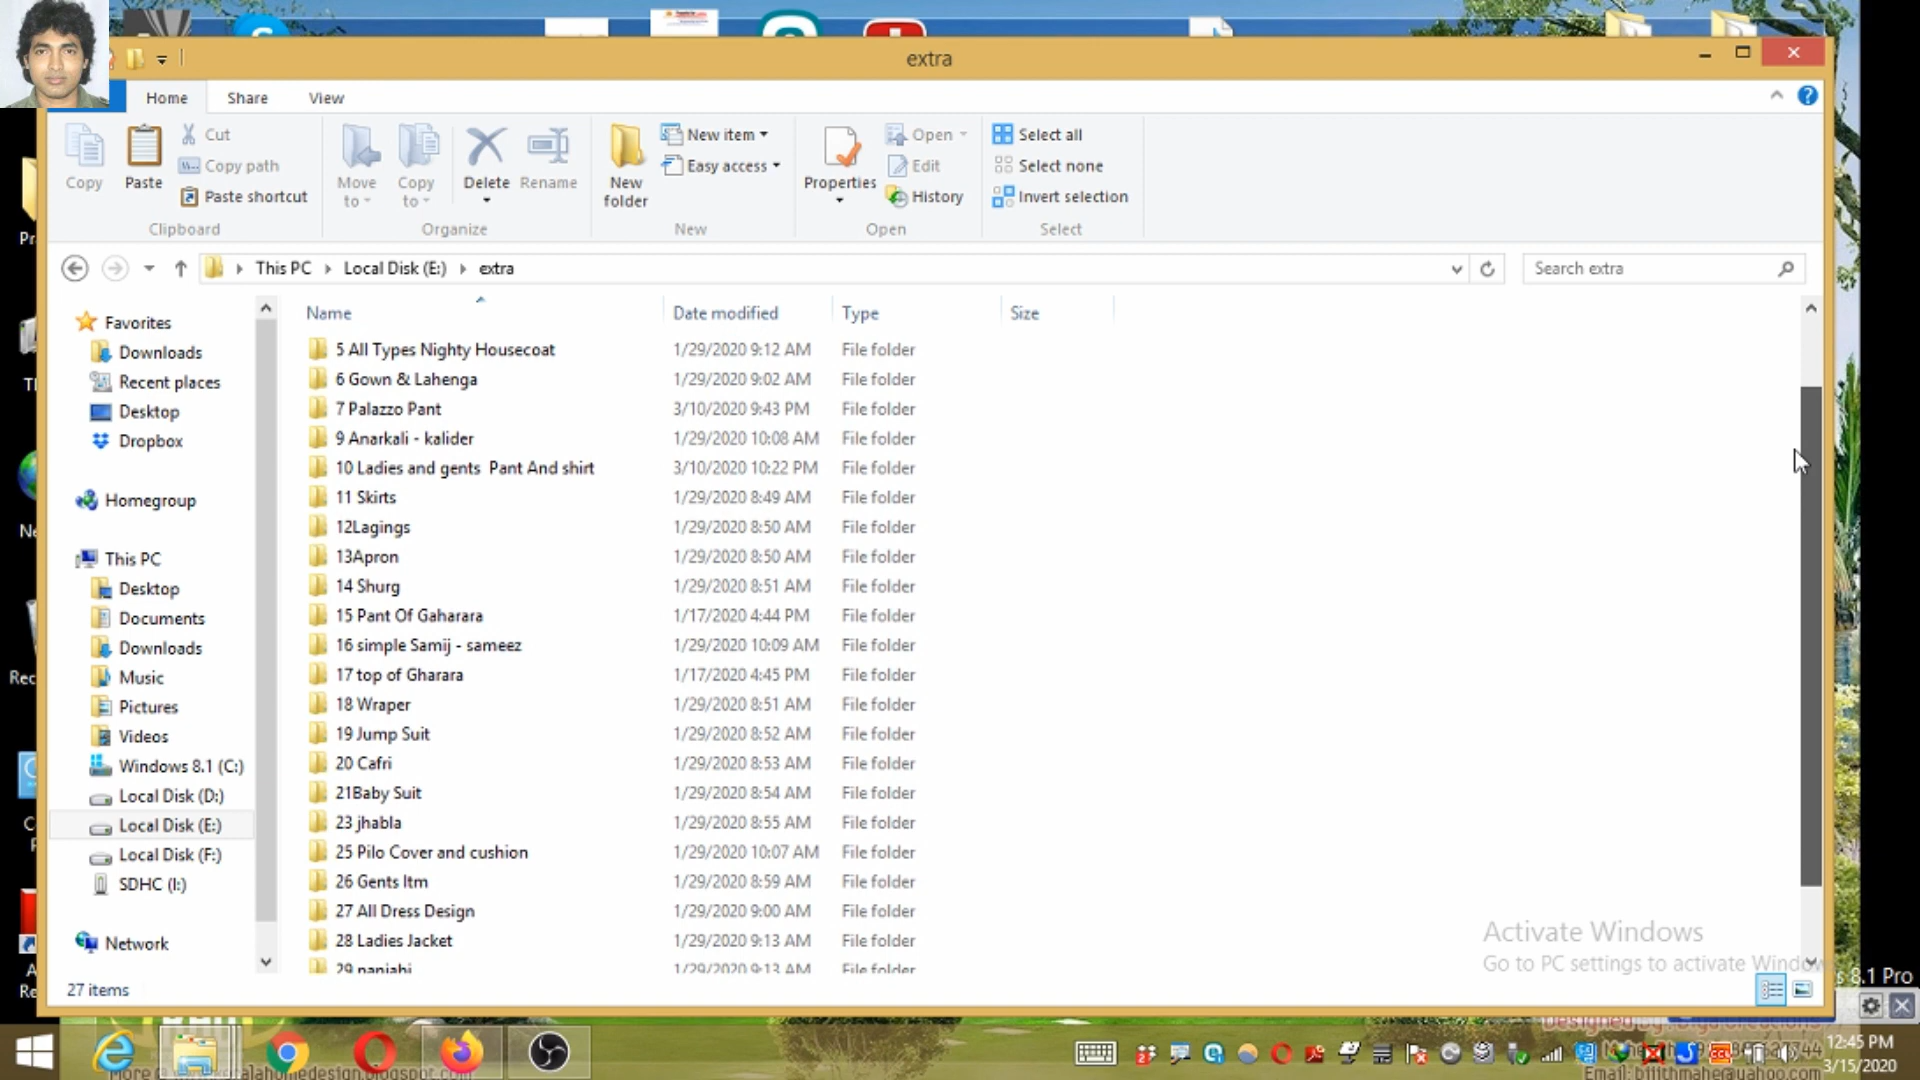 extra
Home Share View
Copy
Paste
Cut
Copy path
Paste shortcut
Clipboard
Move to
Copy to
Delete
Rename
Organize
New folder
New item
Easy access
New
Properties
Open
Edit
History
Open
Select all
Select none
Invert selection
Select
This PC Local Disk (E:) extra
Search extra
Favorites
Downloads
Recent places
Desktop
Dropbox
Homegroup
This PC
Desktop
Documents
Downloads
Music
Pictures
Videos
Windows 8.1 (C:)
Local Disk (D:)
Local Disk (E:)
Local Disk (F:)
SDHC (I:)
Network
Name Date modified Type Size
5 All Types Nighty Housecoat 1/29/2020 9:12 AM File folder
6 Gown & Lahenga 1/29/2020 9:02 AM File folder
7 Palazzo Pant 3/10/2020 9:43 PM File folder
9 Anarkali - kalider 1/29/2020 10:08 AM File folder
10 Ladies and gents Pant And shirt 3/10/2020 10:22 PM File folder
11 Skirts 1/29/2020 8:49 AM File folder
12Lagings 1/29/2020 8:50 AM File folder
13Apron 1/29/2020 8:50 AM File folder
14 Shurg 1/29/2020 8:51 AM File folder
15 Pant Of Gaharara 1/17/2020 4:44 PM File folder
16 simple Samij - sameez 1/29/2020 10:09 AM File folder
17 top of Gharara 1/17/2020 4:45 PM File folder
18 Wraper 1/29/2020 8:51 AM File folder
19 Jump Suit 1/29/2020 8:52 AM File folder
20 Cafri 1/29/2020 8:53 AM File folder
21Baby Suit 1/29/2020 8:54 AM File folder
23 jhabla 1/29/2020 8:55 AM File folder
25 Pilo Cover and cushion 1/29/2020 10:07 AM File folder
26 Gents Itm 1/29/2020 8:59 AM File folder
27 All Dress Design 1/29/2020 9:00 AM File folder
28 Ladies Jacket 1/29/2020 9:13 AM File folder
29 panjabi 1/29/2020 9:13 AM File folder
27 items
Activate Windows
Go to PC settings to activate Windows
8.1 Pro
12:45 PM
3/15/2020
Email: bijithmahe@yahoo.com